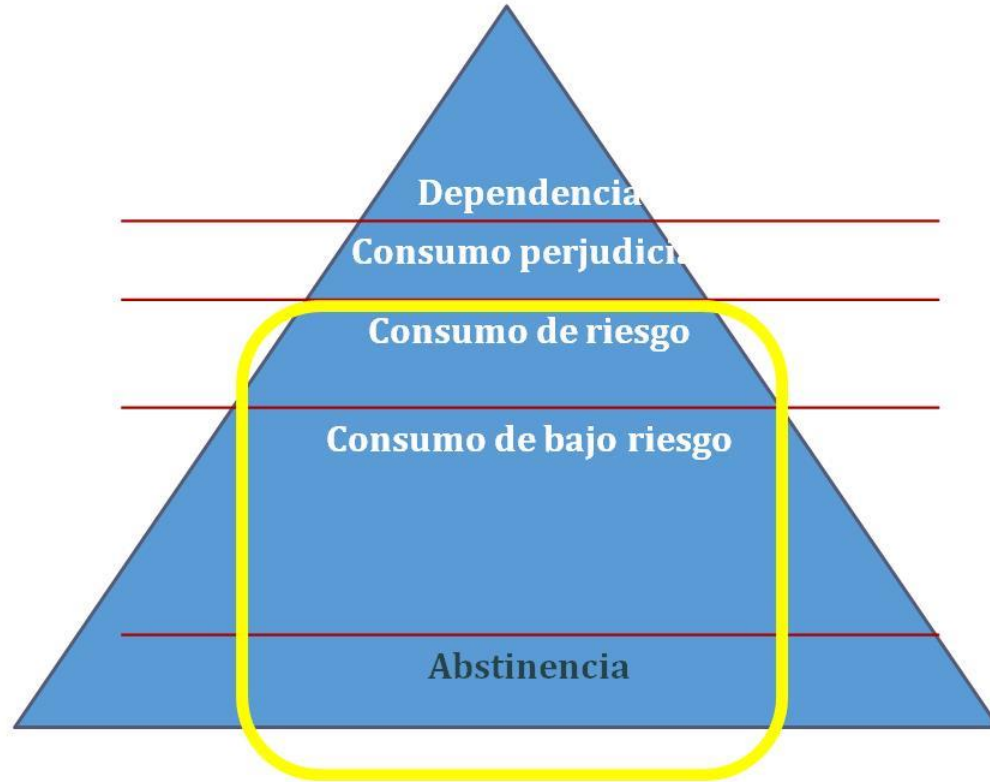 Dependencia
Consumo perjudici
Consumo de riesgo
Consumo de bajo riesgo
Abstinencia